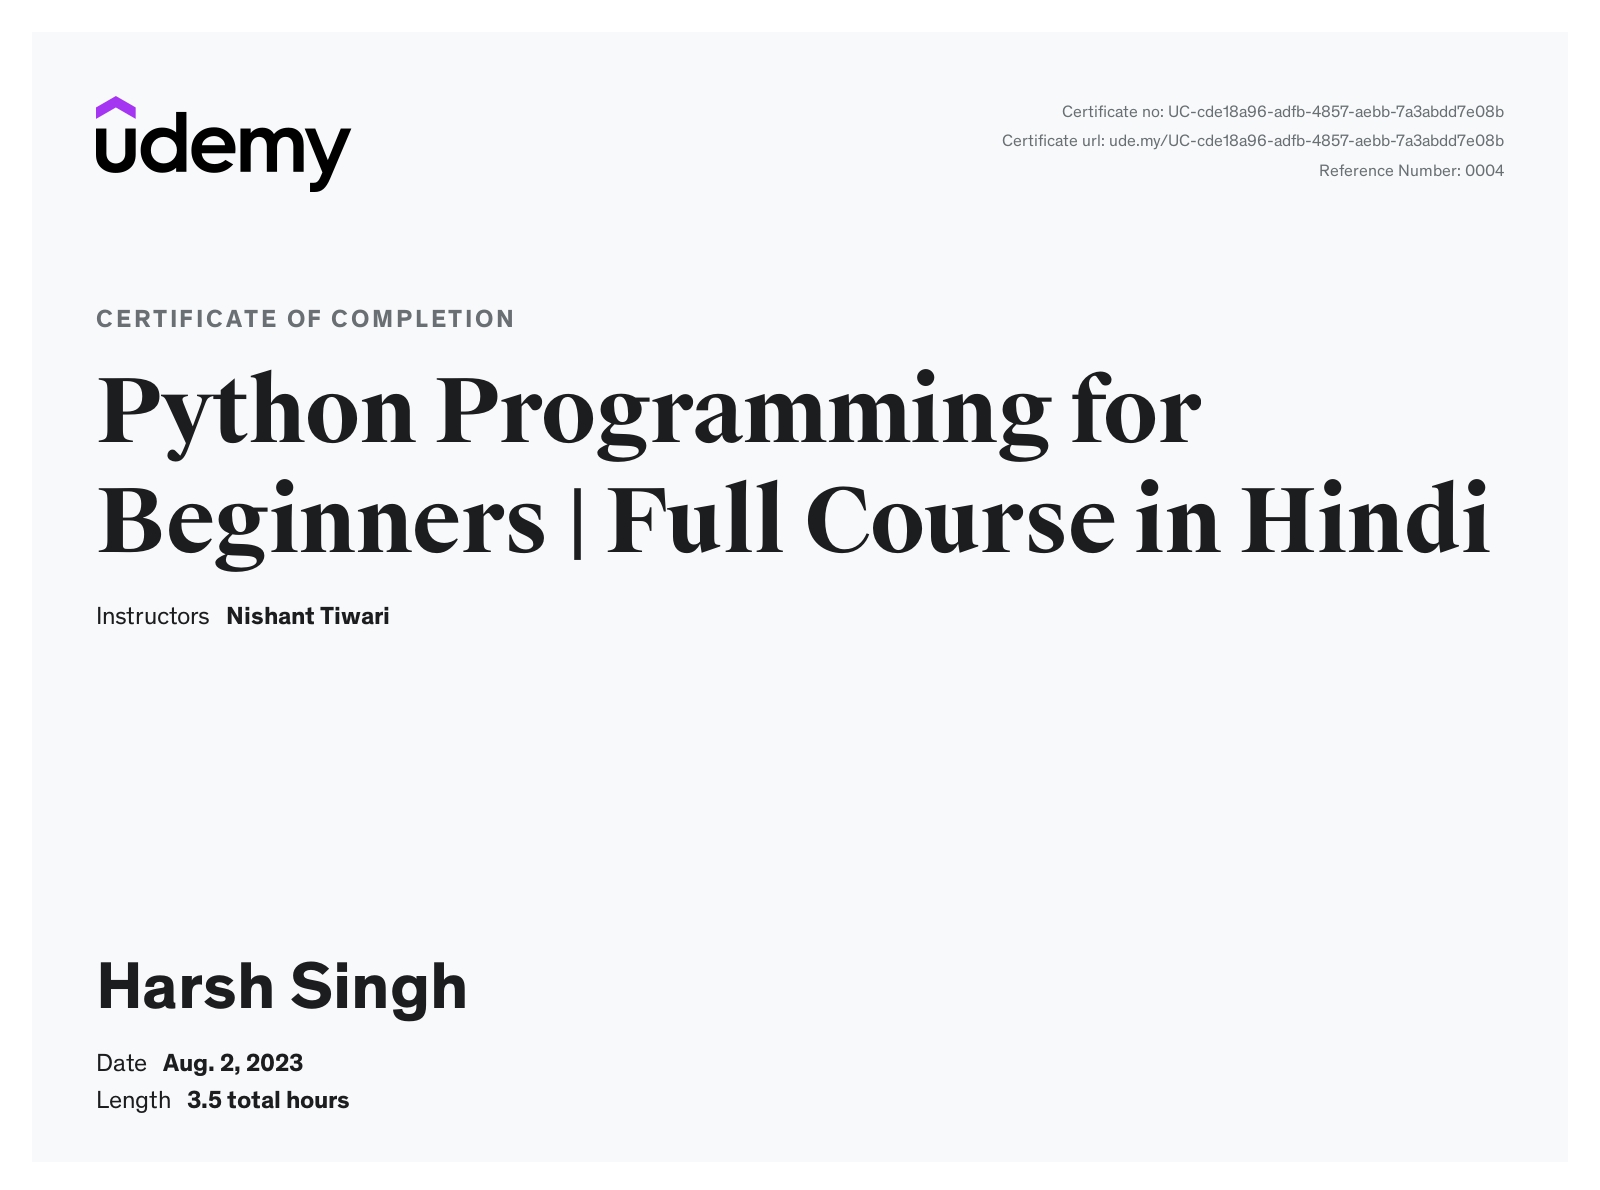 udemy
Certificate no: UC-cde18a96-adfb-4857-aebb-7a3abdd7e08b
Certificate url: ude.my/UC-cde18a96-adfb-4857-aebb-7a3abdd7e08b
Reference Number: 0004
CERTIFICATE OF COMPLETION
Python Programming for
Beginners | Full Course in Hindi
Instructors Nishant Tiwari
Harsh Singh
Date Aug. 2, 2023
Length 3.5 total hours